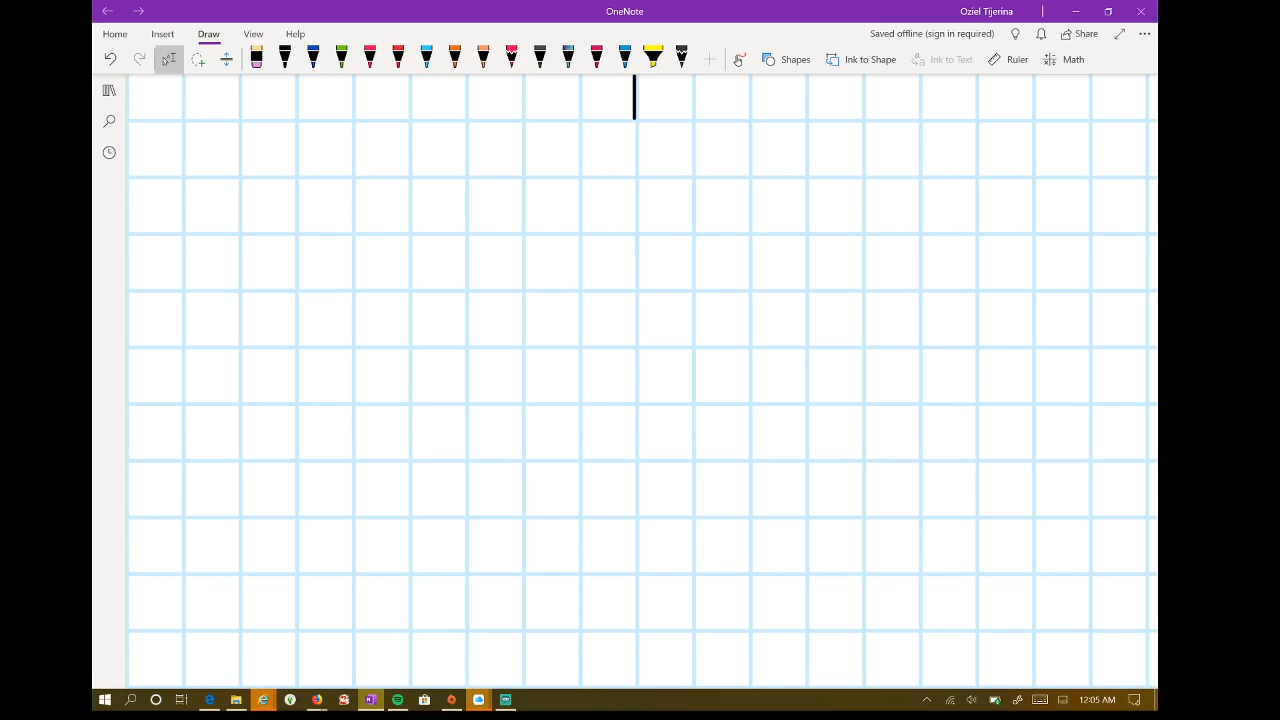 OneNote
Oziel Tijerina
Home Insert Draw View Help
Saved offline (sign in required)
Share
Shapes
Ink to Shape
Ink to Text
Ruler
Math
12:05 AM